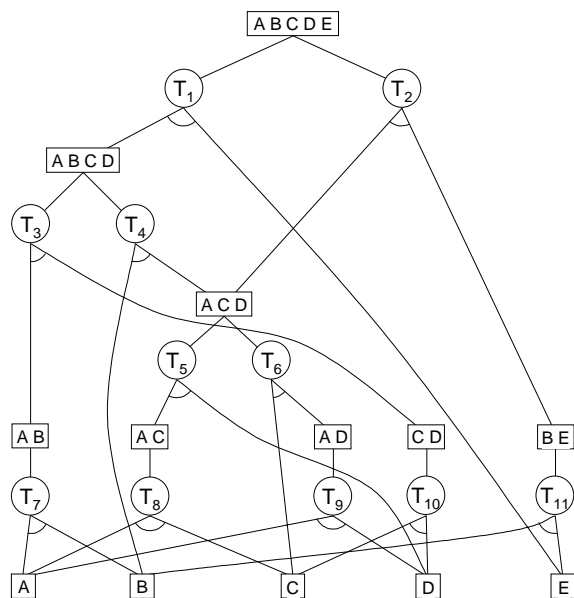 A B C D E
T1 T2
A B C D
T3 T4
A C D
T5 T6
A B A C A D C D B E
T7 T8 T9 T10 T11
A B C D E